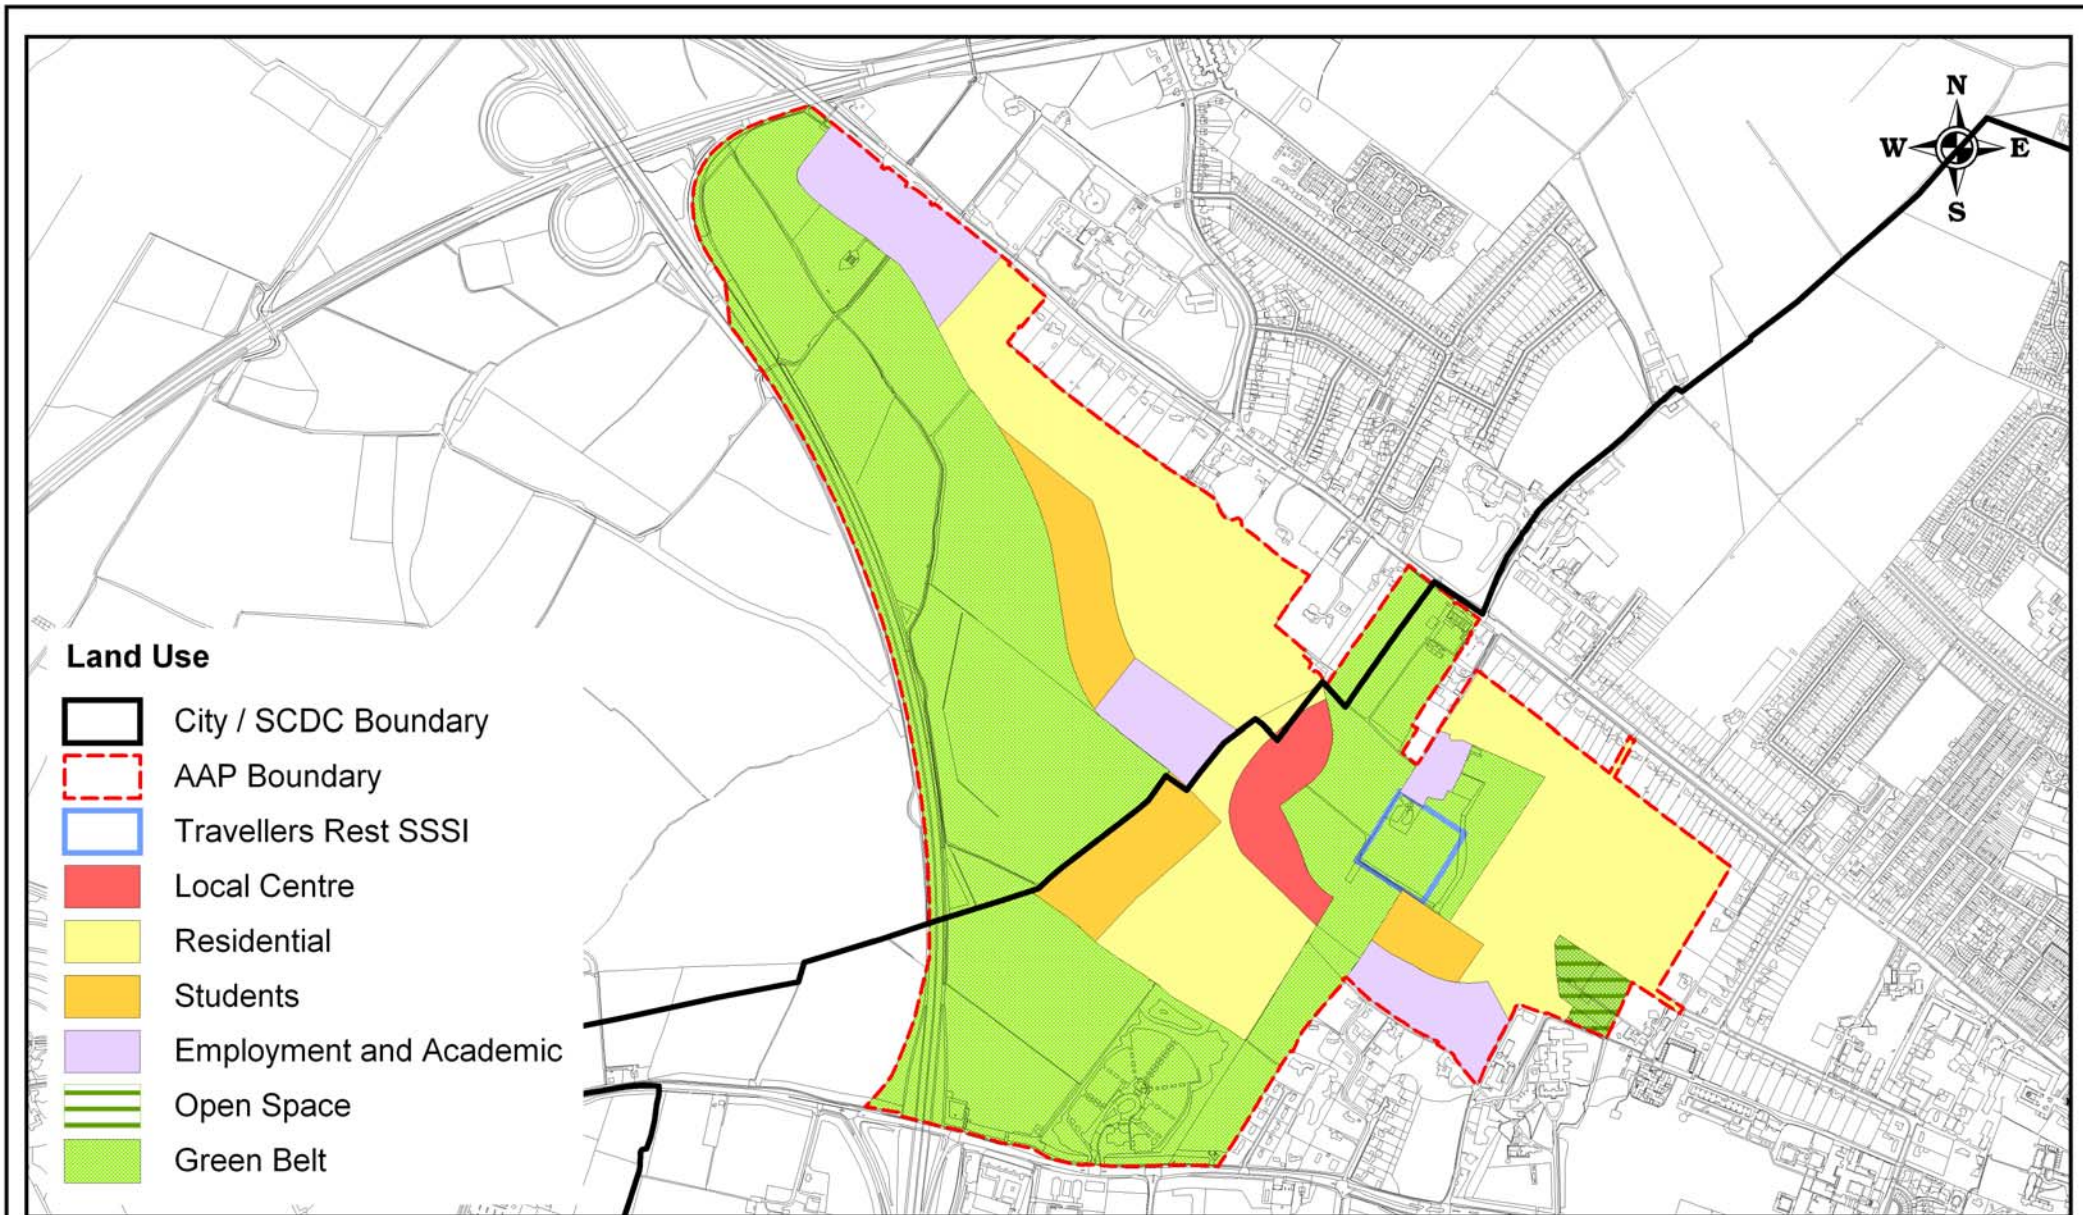 N
W E
S
Land Use
City / SCDC Boundary
AAP Boundary
Travellers Rest SSSI
Local Centre
Residential
Students
Employment and Academic
Open Space
Green Belt